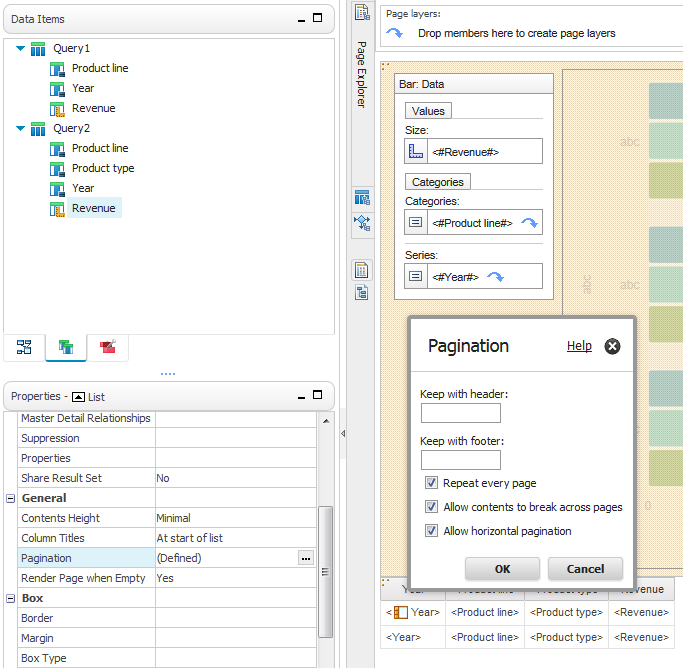 Data Items
Query1
Product line
Year
Revenue
Query2
Product line
Product type
Year
Revenue
Properties - List
Master Detail Relationships
Suppression
Properties
Share Result Set No
General
Contents Height Minimal
Column Titles At start of list
Pagination (Defined) ...
Render Page when Empty Yes
Box
Border
Margin
Box Type
Page Explorer
Page layers:
Drop members here to create page layers
Bar: Data
Values
Size:
<#Revenue#>
Categories
Categories:
<#Product line#>
Series:
<#Year#>
abc
abc
abc
0
Pagination
Help
Keep with header:
Keep with footer:
Repeat every page
Allow contents to break across pages
Allow horizontal pagination
OK Cancel
Year Product line Product type Revenue
< Year> <Product line> <Product type> <Revenue>
<Year> <Product line> <Product type> <Revenue>